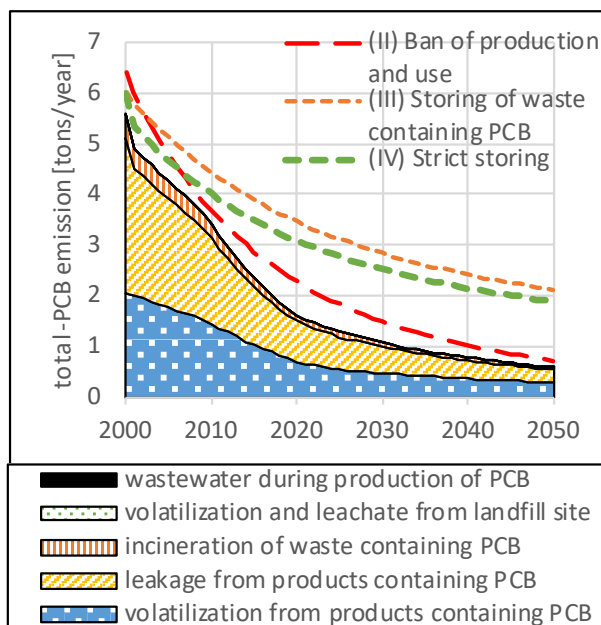 total-PCB emission [tons/year]
7
6
5
4
3
2
1
0
2000 2010 2020 2030 2040 2050
(II) Ban of production
and use
(III) Storing of waste
containing PCB
(IV) Strict storing
wastewater during production of PCB
volatilization and leachate from landfill site
incineration of waste containing PCB
leakage from products containing PCB
volatilization from products containing PCB